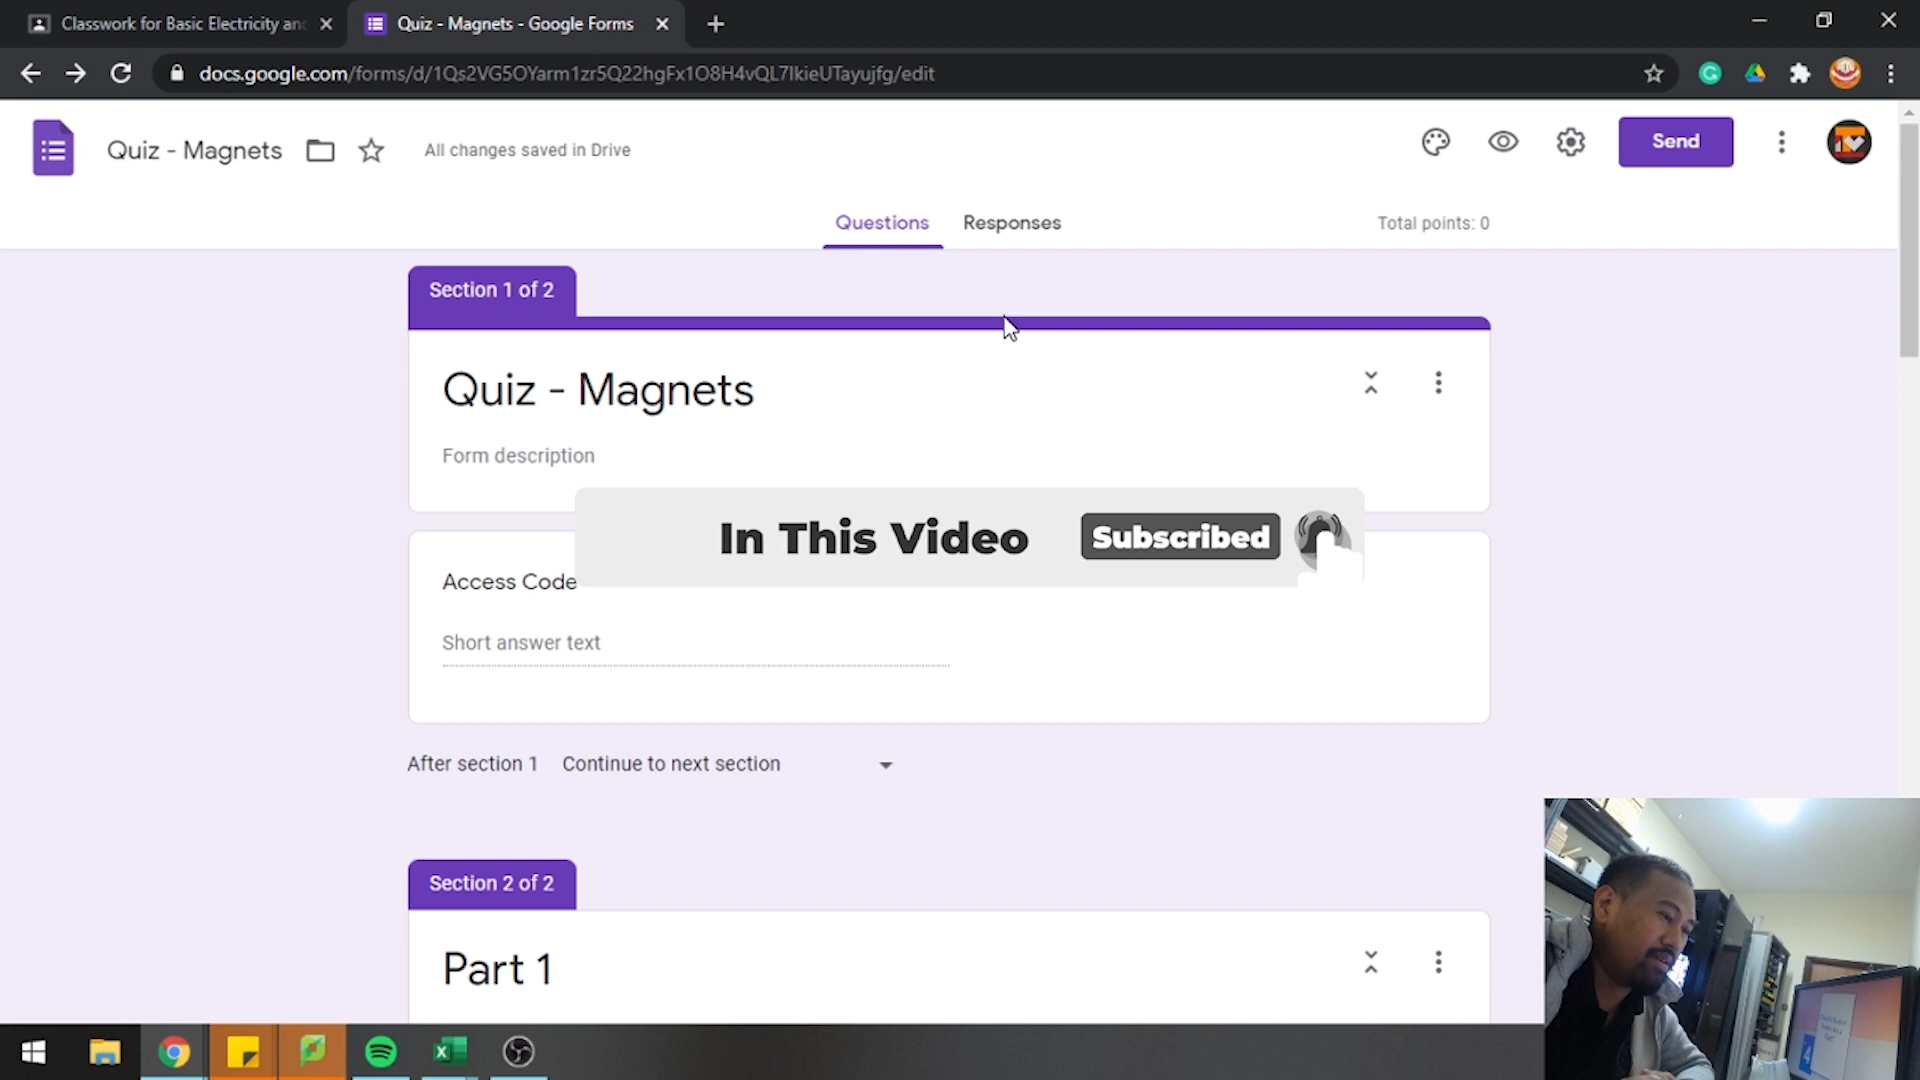 Classwork for Basic Electricity an
Quiz - Magnets - Google Forms
docs.google.com/forms/d/1Qs2VG5OYarm1zr5Q22hgFx1O8H4vQL7IkieUTayujfg/edit
Quiz - Magnets
All changes saved in Drive
Send
Questions
Responses
Total points: 0
Section 1 of 2
Quiz - Magnets
Form description
In This Video
Subscribed
Access Code
Short answer text
After section 1
Continue to next section
Section 2 of 2
Part 1
4